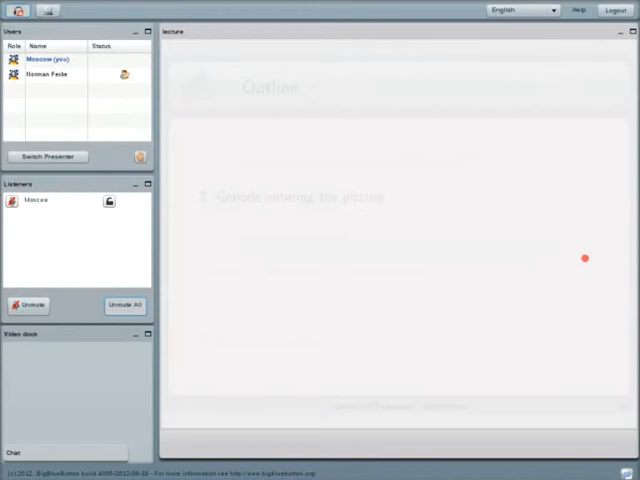 English
Help
Logout
Users
Role Name Status
Moscow (you)
Norman Feske
Switch Presenter
Listeners
Moscow
Unmute
Unmute All
Video dock
Chat
lecture
Outline
Genode entering the picture
(c) 2012, BigBlueButton build 4005-2012-06-18 - For more information see http://www.bigbluebutton.org/